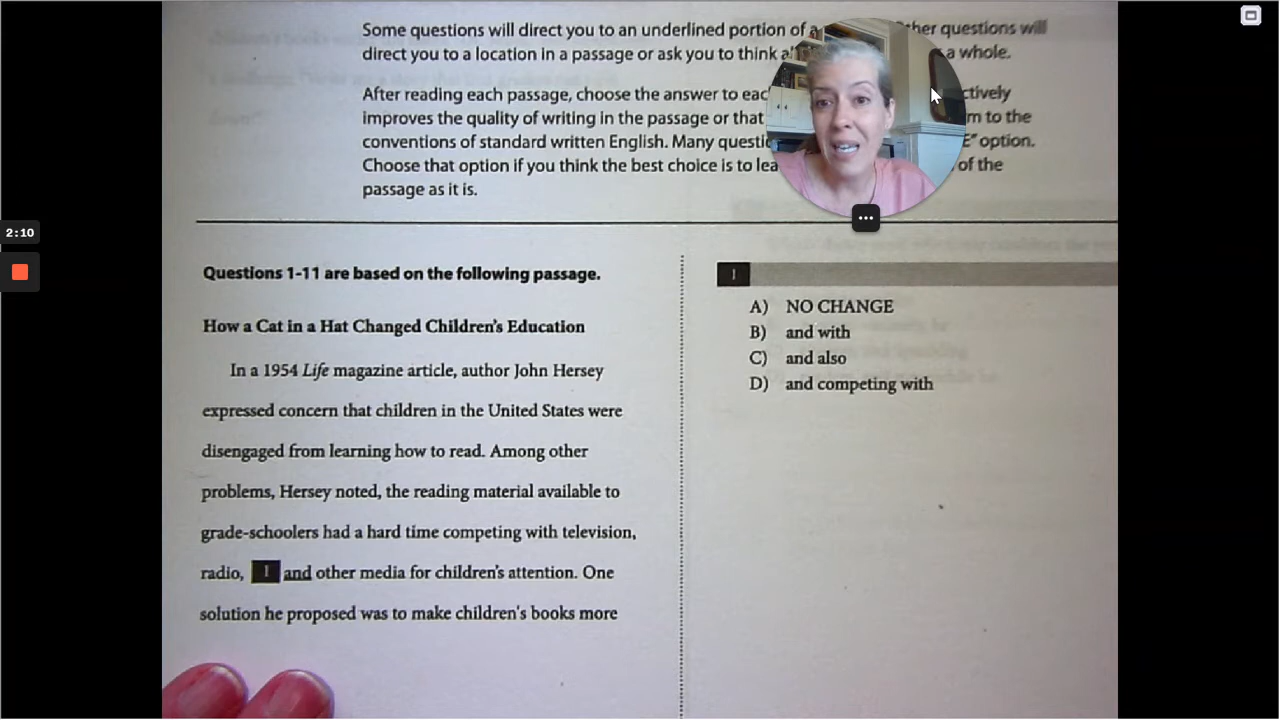 Some questions will direct you to an underlined portion of a ther questions will
direct you to a location in a passage or ask you to think a whole.
After reading each passage, choose the answer to eac ctively
improves the quality of writing in the passage or that m to the
conventions of standard written English. Many questio E" option.
Choose that option if you think the best choice is to lea of the
passage as it is.
2:10
Questions 1-11 are based on the following passage.
How a Cat in a Hat Changed Children's Education
In a 1954 Life magazine article, author John Hersey
expressed concern that children in the United States were
disengaged from learning how to read. Among other
problems, Hersey noted, the reading material available to
grade-schoolers had a hard time competing with television,
radio, 1 and other media for children's attention. One
solution he proposed was to make children's books more
1
A) NO CHANGE
B) and with
C) and also
D) and competing with